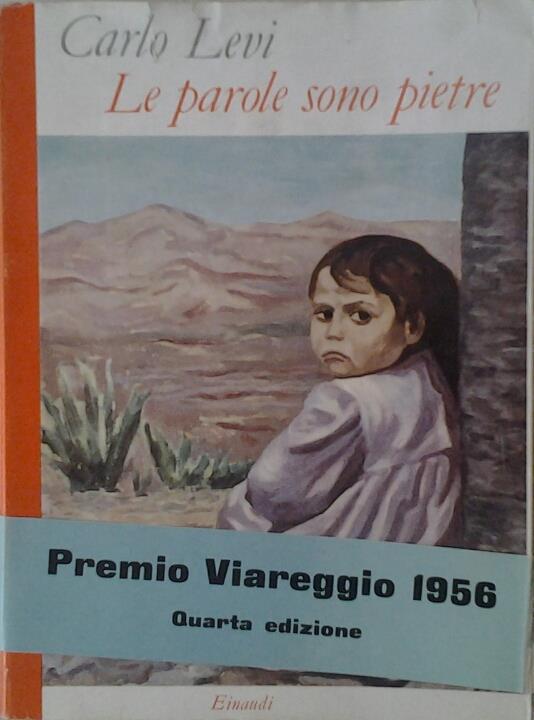 Carlo Levi
Le parole sono pietre
Premio Viareggio 1956
Quarta edizione
Einaudi